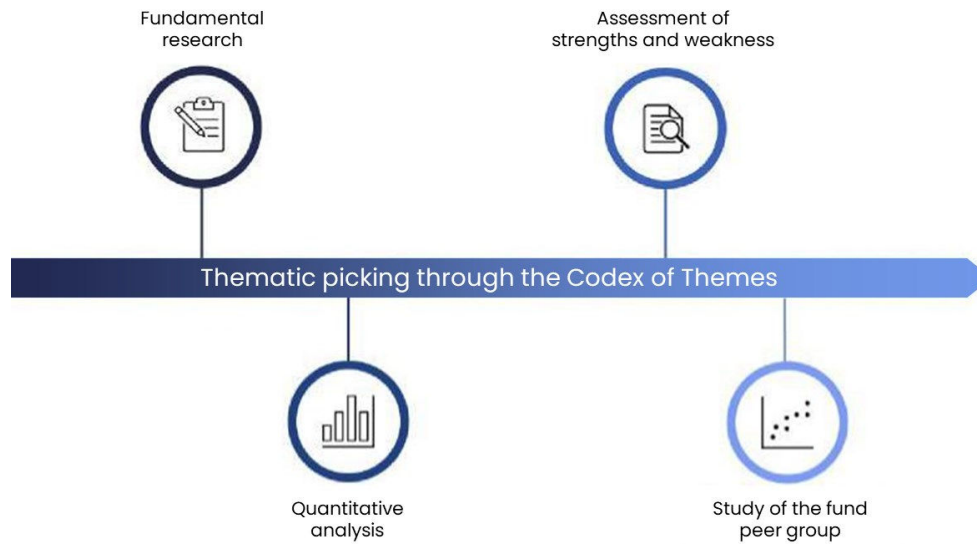 Fundamental
research
Assessment of
strengths and weakness
Thematic picking through the Codex of Themes
Quantitative
analysis
Study of the fund
peer group